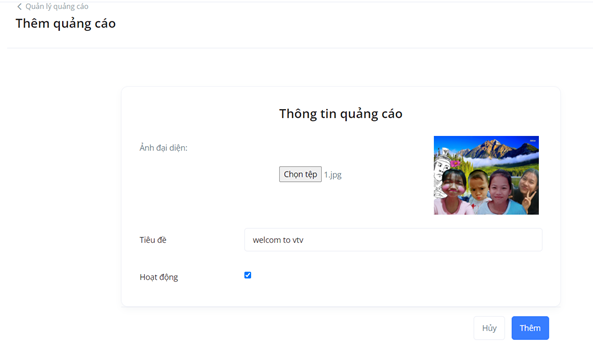 Quản lý quảng cáo
Thêm quảng cáo
Thông tin quảng cáo
Ảnh đại diện:
Chọn tệp 1.jpg
Tiêu đề
welcom to vtv
Hoạt động
Hủy
Thêm